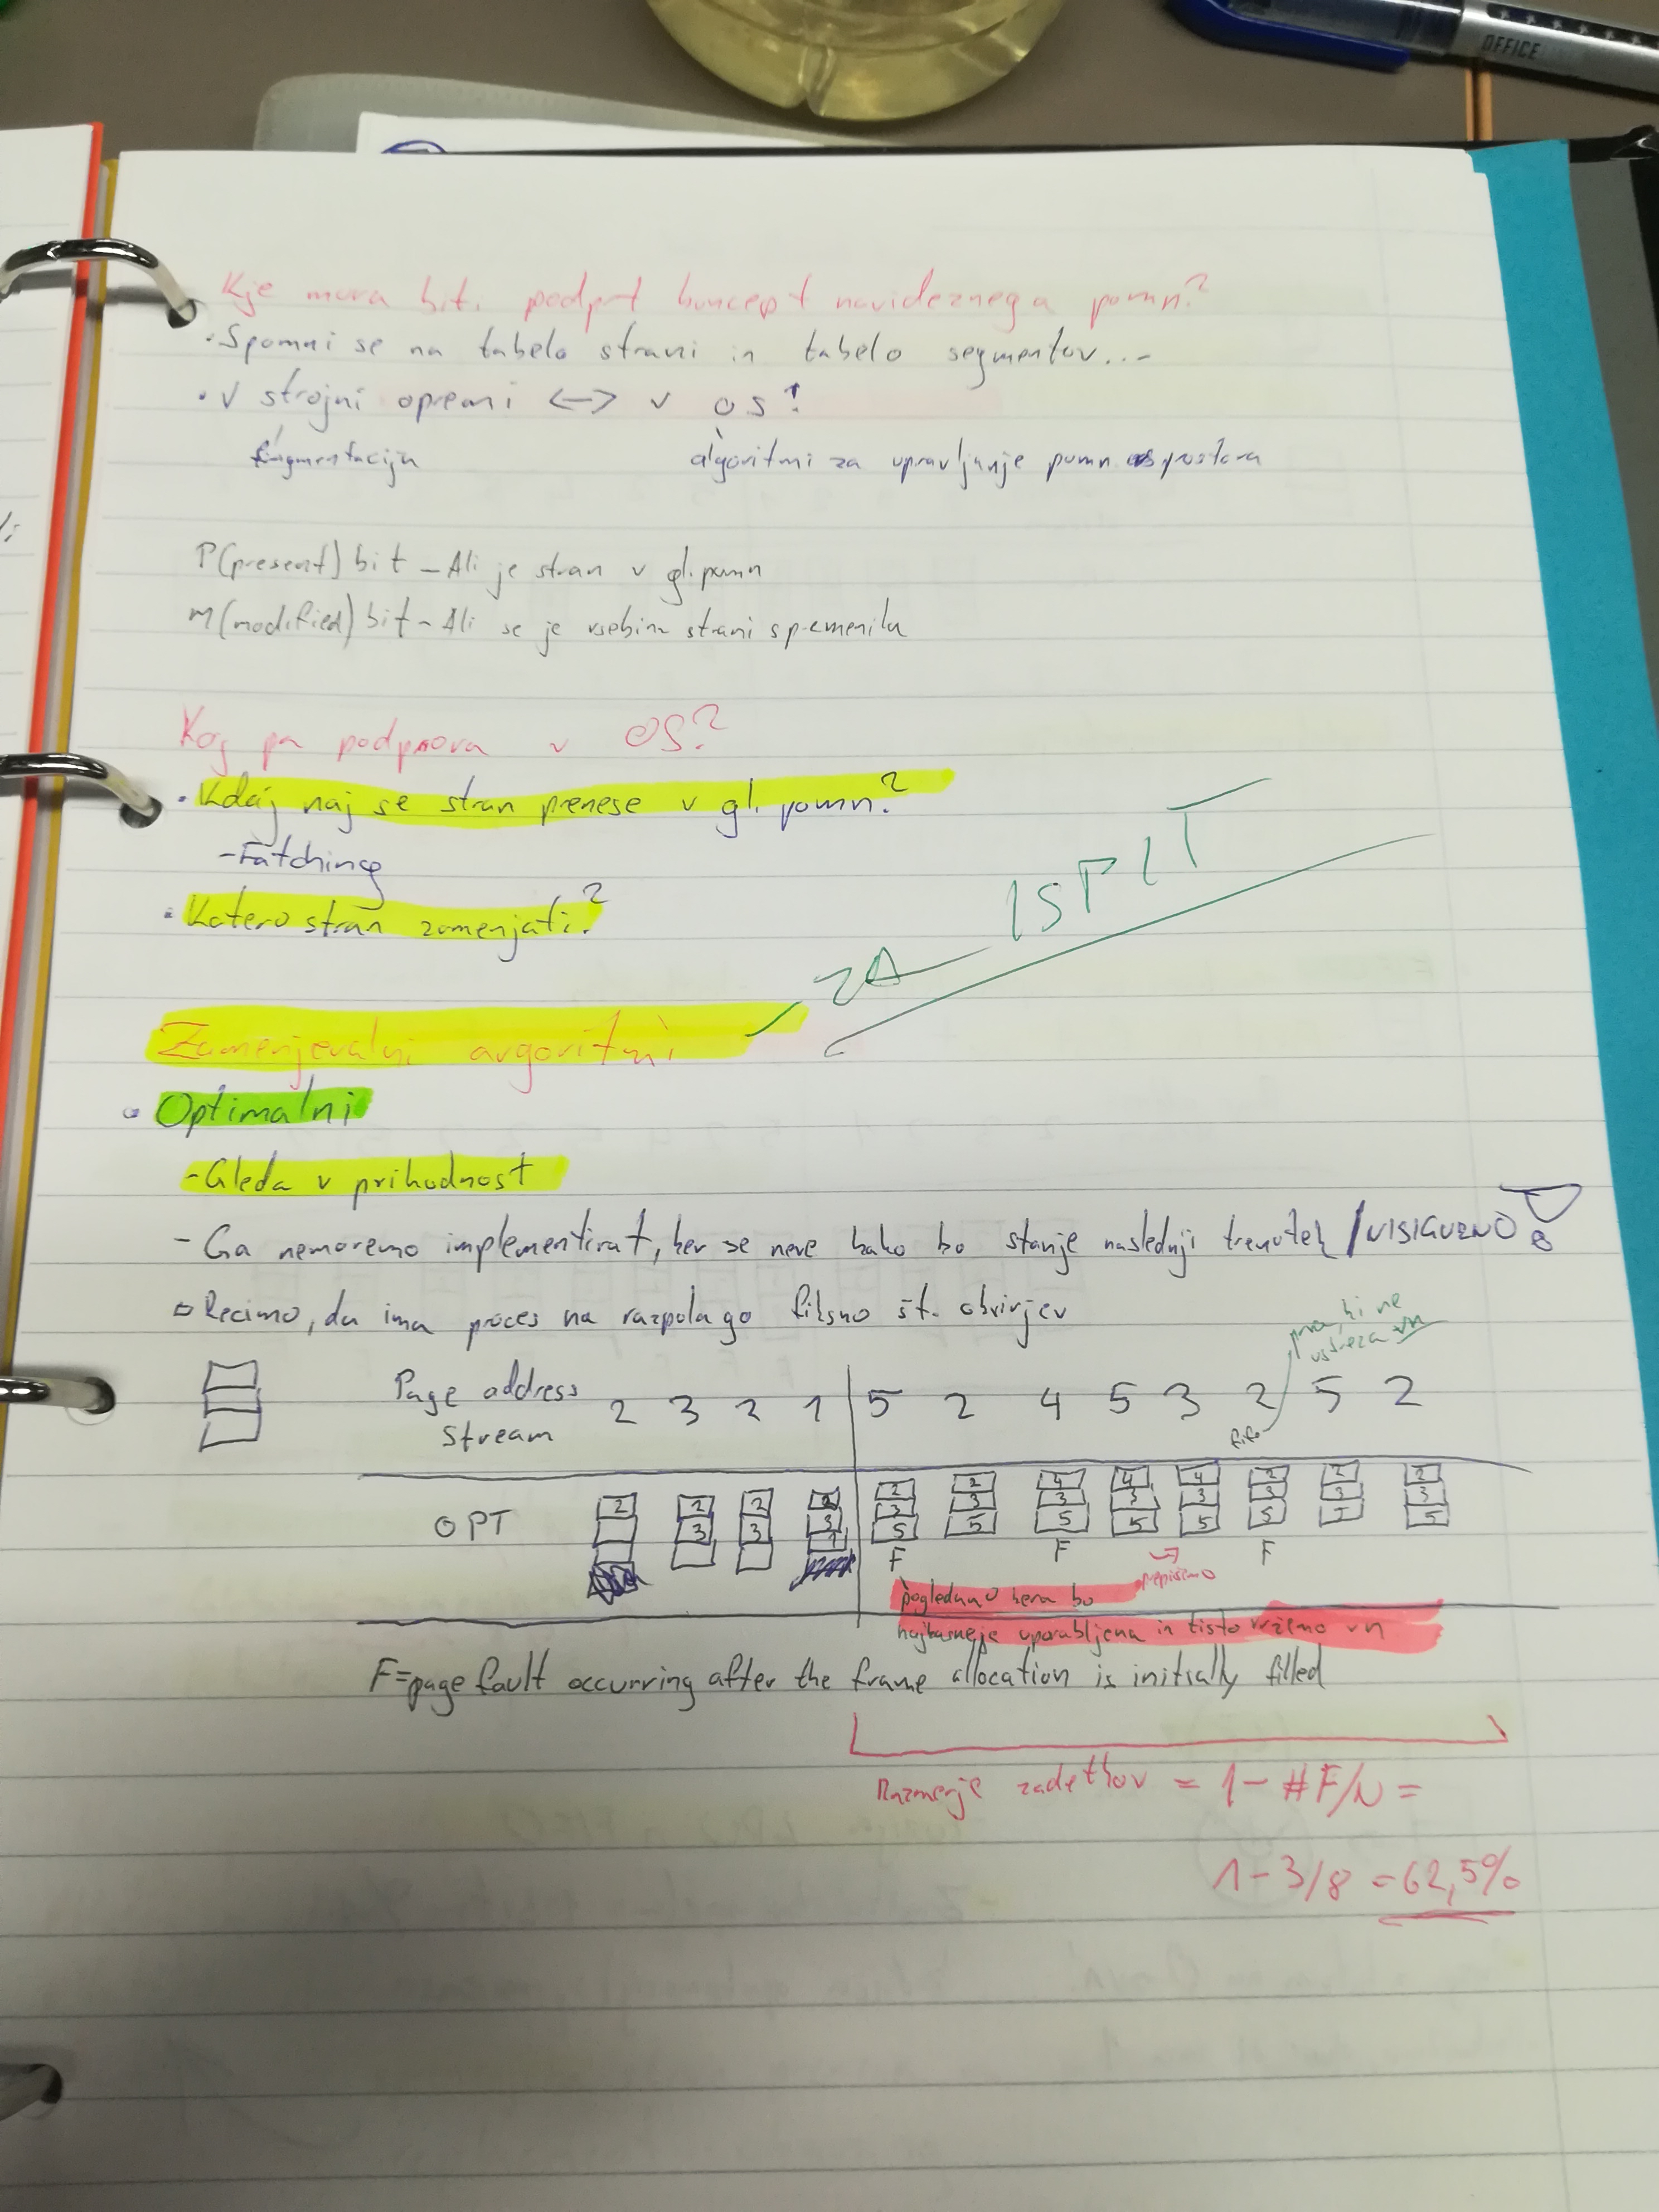 OFFICE
Kje mora biti podprt koncept navideznega pomn?
• Spomni se na tabelo strani in tabelo segmentov...
• V strojni opremi <-> v OS!
fragmentacija algoritmi za upravljanje pomn prostora
P(present) bit - Ali je stran v gl. pomn
M(modified) bit - Ali se je vsebina strani spremenila
Kaj pa podpora v OS?
• Kdaj naj se stran prenese v gl. pomn.?
- Fatching
• Katero stran zamenjati?
ZA ISPIT
Zamenjevalni argoritmi
• Optimalni
- Gleda v prihodnost
- Ga nemoremo implementirat, ker se neve kako bo stanje naslednji trenutek /
▫ Recimo, da ima proces na razpolago fiksno št. okvirjev
prva, ki ne
ustreza vn
Page address 2 3 2 1 5 2 4 5 3 2 5 2
Stream
fifo
2 2 2 2 2 2 4 4 4 2 2 2
OPT 3 3 3 3 3 3 3 3 3 3 3
1 5 5 5 5 5 5 5
F F F
prepišemo
pogledamo kera bo
najkasneje uporabljena in tisto vržemo vn
F=page fault occurring after the frame allocation is initially filled
Razmerje zadetkov = 1 - #F/N =
1 - 3/8 = 62,5%